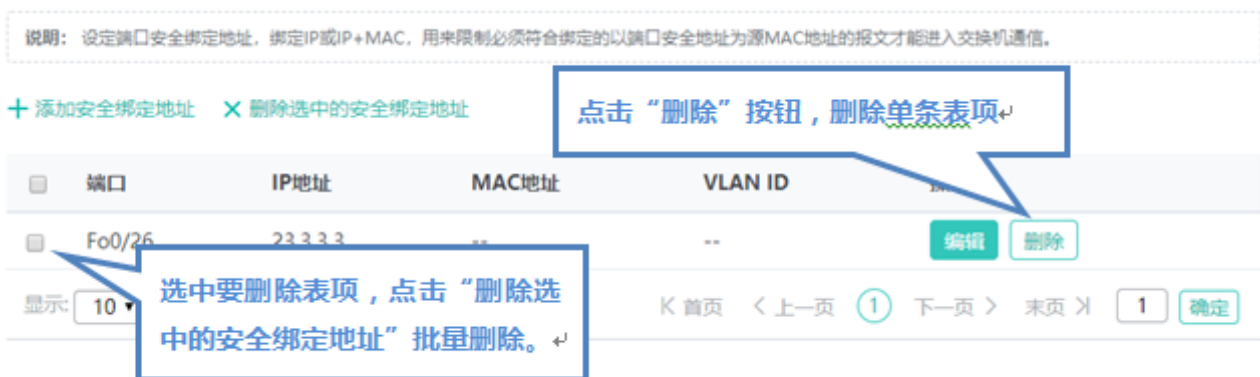 说明： 设定端口安全绑定地址，绑定IP或IP+MAC，用来限制必须符合绑定的以端口安全地址为源MAC地址的报文才能进入交换机通信。
添加安全绑定地址 删除选中的安全绑定地址
点击“删除”按钮，删除单条表项
端口 IP地址 MAC地址 VLAN ID
Fo0/26 23.3.3.3 -- -- 编辑 删除
选中要删除表项，点击“删除选
中的安全绑定地址”批量删除。
显示: 10 首页 上一页 1 下一页 末页 1 确定